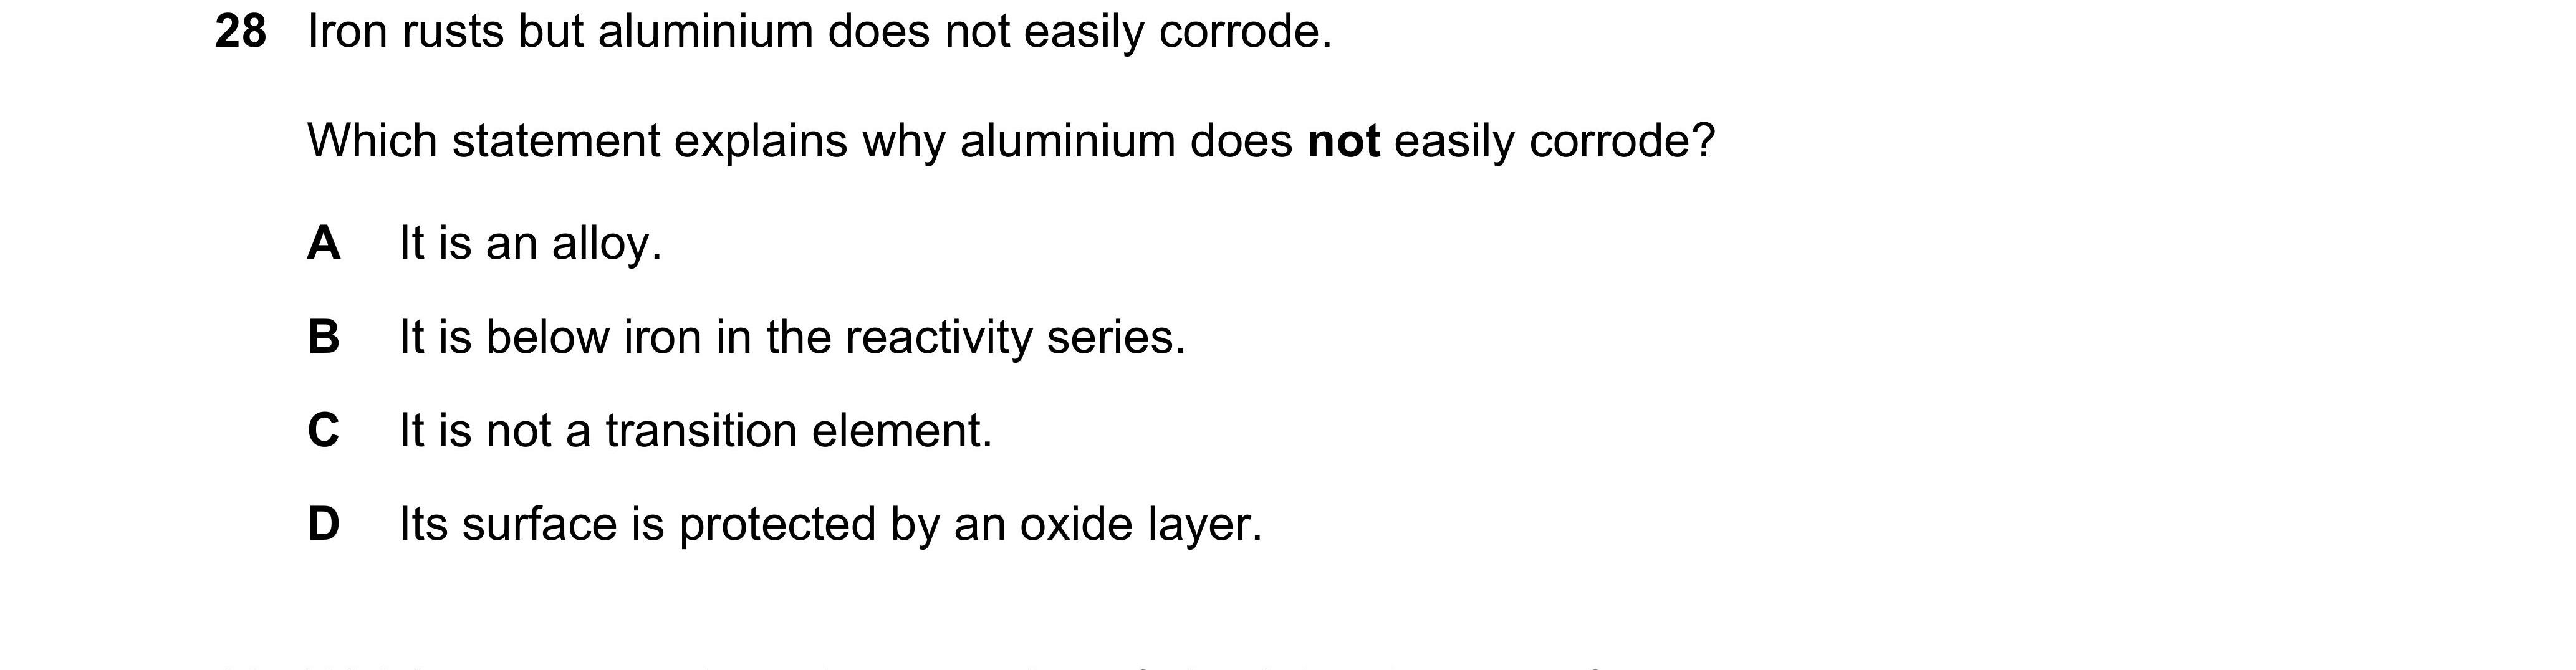 28 Iron rusts but aluminium does not easily corrode.
Which statement explains why aluminium does not easily corrode?
A It is an alloy.
B It is below iron in the reactivity series.
C It is not a transition element.
D Its surface is protected by an oxide layer.